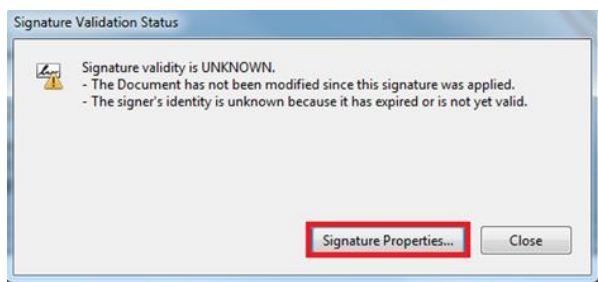 Signature Validation Status
Signature validity is UNKNOWN.
- The Document has not been modified since this signature was applied.
- The signer's identity is unknown because it has expired or is not yet valid.
Signature Properties...
Close